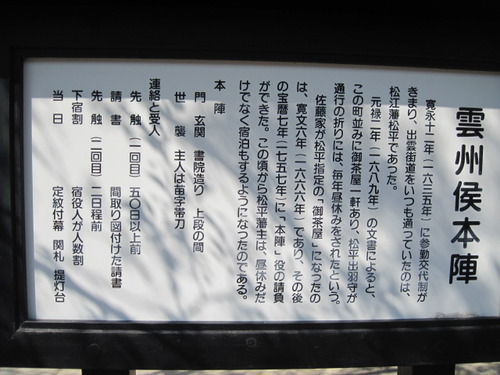 雲州侯本陣
寛永十二年(一六三五年)に参勤交代制が
きまり、出雲街道をいつも通っていたのは、
松江藩松平であった。
元禄二年(一六八九年)の文書によると、
この町並みに御茶屋一軒あり、松平出羽守が
通行の折りには、毎年昼休みをされたという。
佐藤家が松平指定の「御茶屋」になったの
は、寛文六年(一六六六年)であり、その後
の宝暦七年(一七五七年)に「本陣」役の請負
ができた。この頃から松平藩主は、昼休みだ
けでなく宿泊もするようになったのである。
本陣
門 玄関 書院造り 上段の間
世襲 主人は苗字帯刀
連絡と受入
先触(一回目) 五〇日以上前
請書 間取り図付けた請書
先触(二回目) 二日程前
下宿割 宿役人が人数割
当日 定紋付幕 関札 提灯台